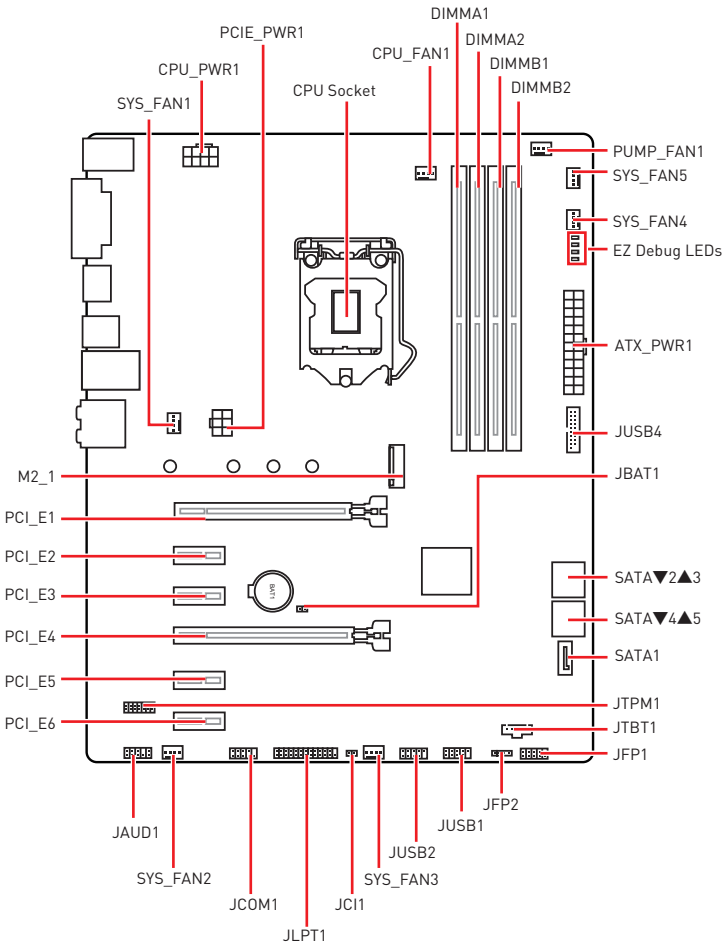 DIMMA1
PCIE_PWR1
DIMMA2
CPU_FAN1
CPU_PWR1
DIMMB1
CPU Socket
DIMMB2
SYS_FAN1
PUMP_FAN1
SYS_FAN5
SYS_FAN4
EZ Debug LEDs
ATX_PWR1
JUSB4
M2_1
JBAT1
PCI_E1
PCI_E2
SATA▼2▲3
BAT1
PCI_E3
SATA▼4▲5
PCI_E4
SATA1
PCI_E5
JTPM1
PCI_E6
JTBT1
JFP1
JFP2
JAUD1
JUSB1
JUSB2
SYS_FAN2
SYS_FAN3
JCOM1
JCI1
JLPT1